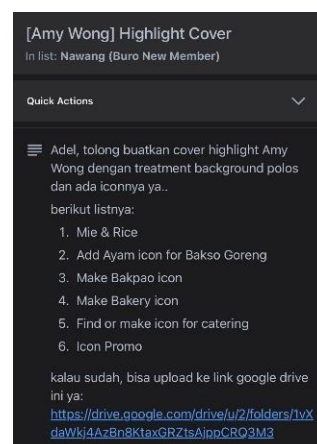 [Amy Wong] Highlight Cover
In list: Nawang (Buro New Member)
Quick Actions
Adel, tolong buatkan cover highlight Amy
Wong dengan treatment background polos
dan ada iconnya ya..
berikut listnya:
1. Mie & Rice
2. Add Ayam icon for Bakso Goreng
3. Make Bakpao icon
4. Make Bakery icon
5. Find or make icon for catering
6. Icon Promo
kalau sudah, bisa upload ke link google drive
ini ya:
https://drive.google.com/drive/u/2/folders/1vX
daWkj4AzBn8KtaxGRZtsAjppCRQ3M3